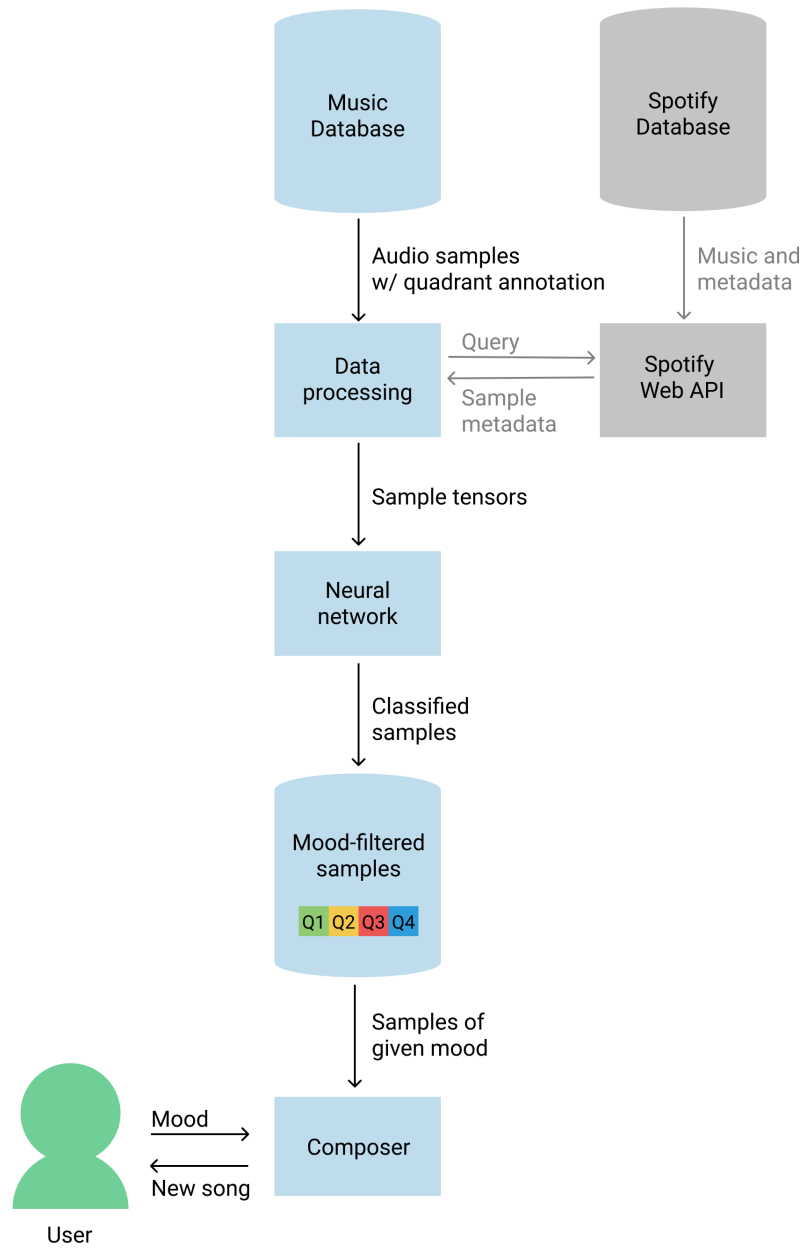 Music
Database
Spotify
Database
Audio samples
w/ quadrant annotation
Music and
metadata
Data
processing
Query
Sample
metadata
Spotify
Web API
Sample tensors
Neural
network
Classified
samples
Mood-filtered
samples
Q1 Q2 Q3 Q4
Samples of
given mood
Mood
New song
Composer
User